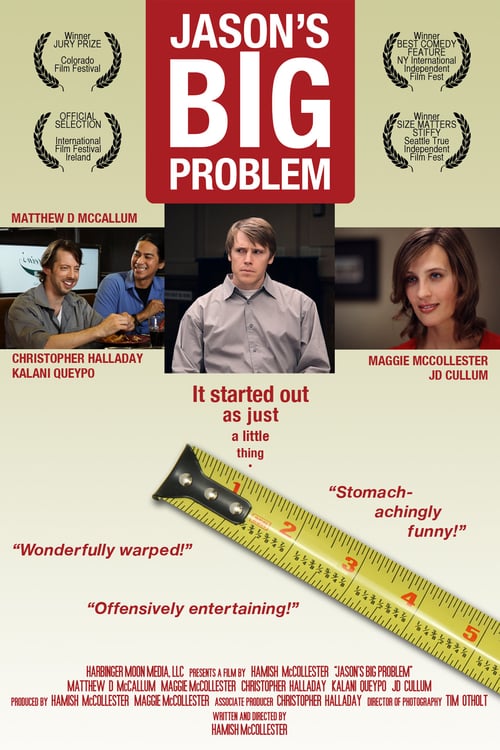 JASON'S
BIG
PROBLEM
Winner
JURY PRIZE
Colorado
Film Festival
OFFICIAL
SELECTION
International
Film Festival
Ireland
Winner
BEST COMEDY
FEATURE
NY International
Independent
Film Fest
Winner
SIZE MATTERS
STIFFY
Seattle True
Independent
Film Fest
MATTHEW D MCCALLUM
CHRISTOPHER HALLADAY
KALANI QUEYPO
MAGGIE MCCOLLESTER
JD CULLUM
It started out
as just
a little
thing
.
1 2 3 4 5
"Stomach-
achingly
funny!"
"Wonderfully warped!"
"Offensively entertaining!"
HARBINGER MOON MEDIA, LLC PRESENTS A FILM BY HAMISH McCOLLESTER "JASON'S BIG PROBLEM"
MATTHEW D McCALLUM MAGGIE McCOLLESTER CHRISTOPHER HALLADAY KALANI QUEYPO JD CULLUM
PRODUCED BY HAMISH McCOLLESTER MAGGIE McCOLLESTER ASSOCIATE PRODUCER CHRISTOPHER HALLADAY DIRECTOR OF PHOTOGRAPHY TIM OTHOLT
WRITTEN AND DIRECTED BY
HAMISH McCOLLESTER